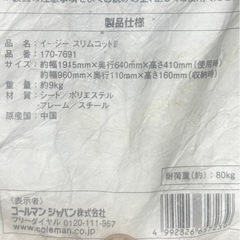 製品仕様
品名：イージー スリムコットⅡ
品番：170-7691
寸法：約幅1915mm×奥行640mm×高さ410mm（使用時）
約幅960mm×奥行110mm×高さ160mm（収納時）
重量：約9kg
材質：シート／ポリエステル
フレーム／スチール
原産国：中国
耐荷重(約)：80kg
〈表示者〉
コールマン ジャパン株式会社
フリーダイヤル 0120-111-957
www.coleman.co.jp